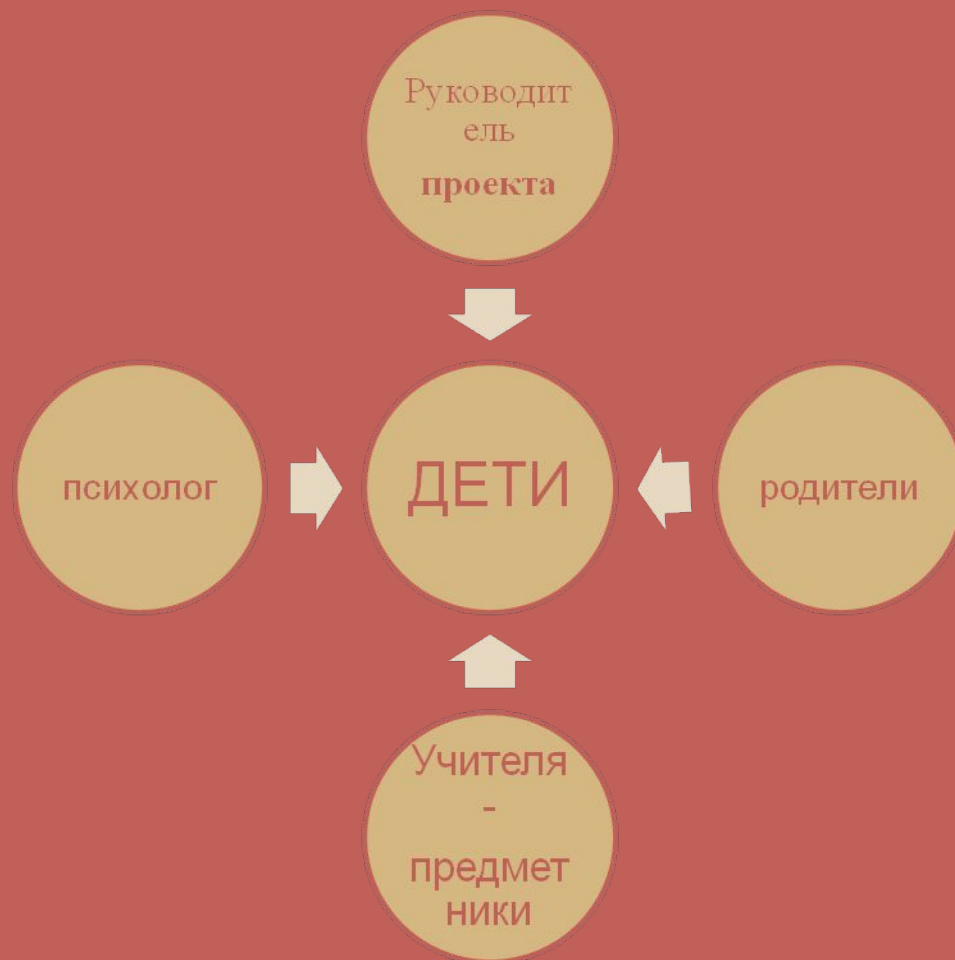 Руководит
ель
проекта
психолог
ДЕТИ
родители
Учителя
-
предмет
ники